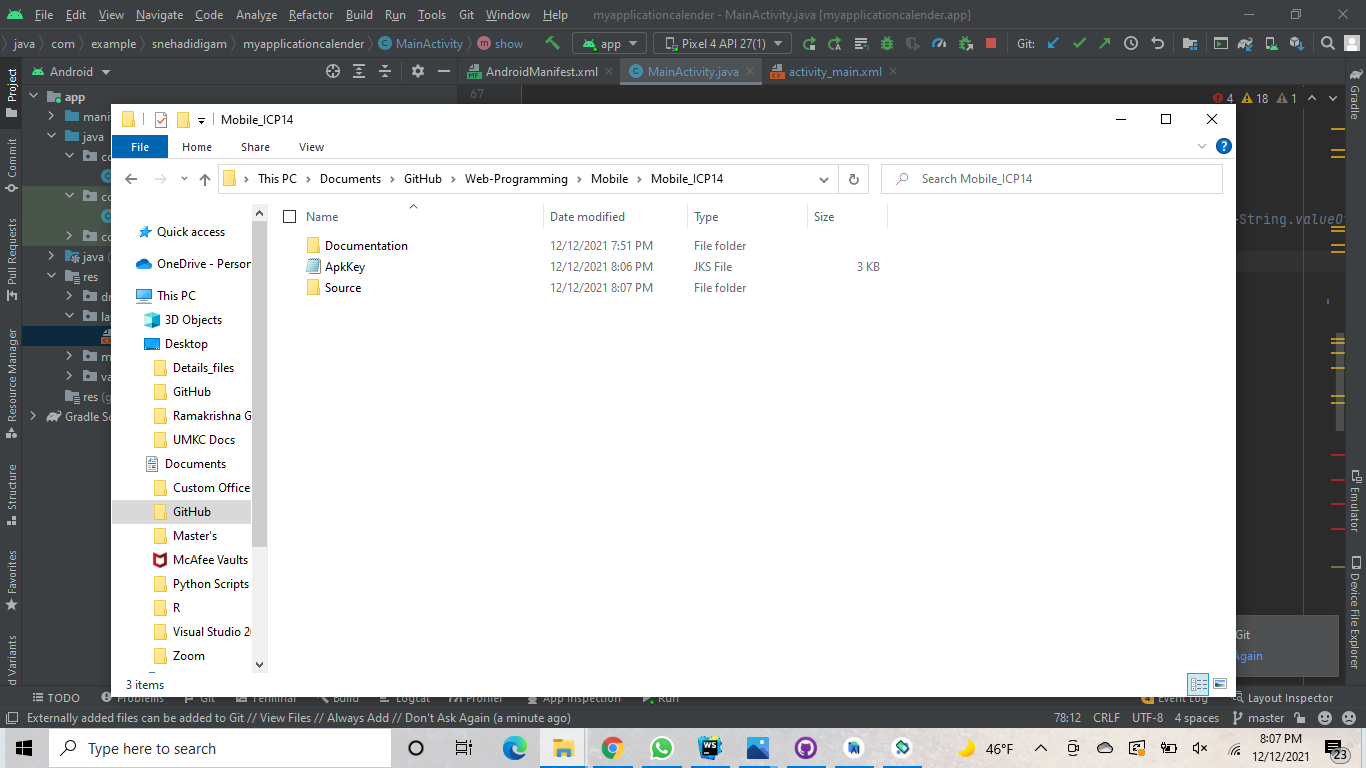 File Edit View Navigate Code Analyze Refactor Build Run Tools Git Window Help myapplicationcalender - MainActivity.java [myapplicationcalender.app]
java com example snehadidigam myapplicationcalender MainActivity show app Pixel 4 API 27(1) Git:
Android AndroidManifest.xml MainActivity.java activity_main.xml
67 4 18 1
app
java
res
res
Project
Commit
Pull Requests
Resource Manager
Structure
Favorites
Gradle
Emulator
Device File Explorer
String.valueO
Mobile_ICP14
File Home Share View
This PC Documents GitHub Web-Programming Mobile Mobile_ICP14 Search Mobile_ICP14
Name Date modified Type Size
Documentation 12/12/2021 7:51 PM File folder
ApkKey 12/12/2021 8:06 PM JKS File 3 KB
Source 12/12/2021 8:07 PM File folder
Quick access
OneDrive - Person
This PC
3D Objects
Desktop
Details_files
GitHub
Ramakrishna G
UMKC Docs
Documents
Custom Office
GitHub
Master's
McAfee Vaults
Python Scripts
R
Visual Studio 20
Zoom
3 items
Git
Again
TODO Problems Git Terminal Build Logcat Profiler App Inspection Run Event Log Layout Inspector
Externally added files can be added to Git // View Files // Always Add // Don't Ask Again (a minute ago) 78:12 CRLF UTF-8 4 spaces master
Type here to search 46°F 8:07 PM
12/12/2021 23